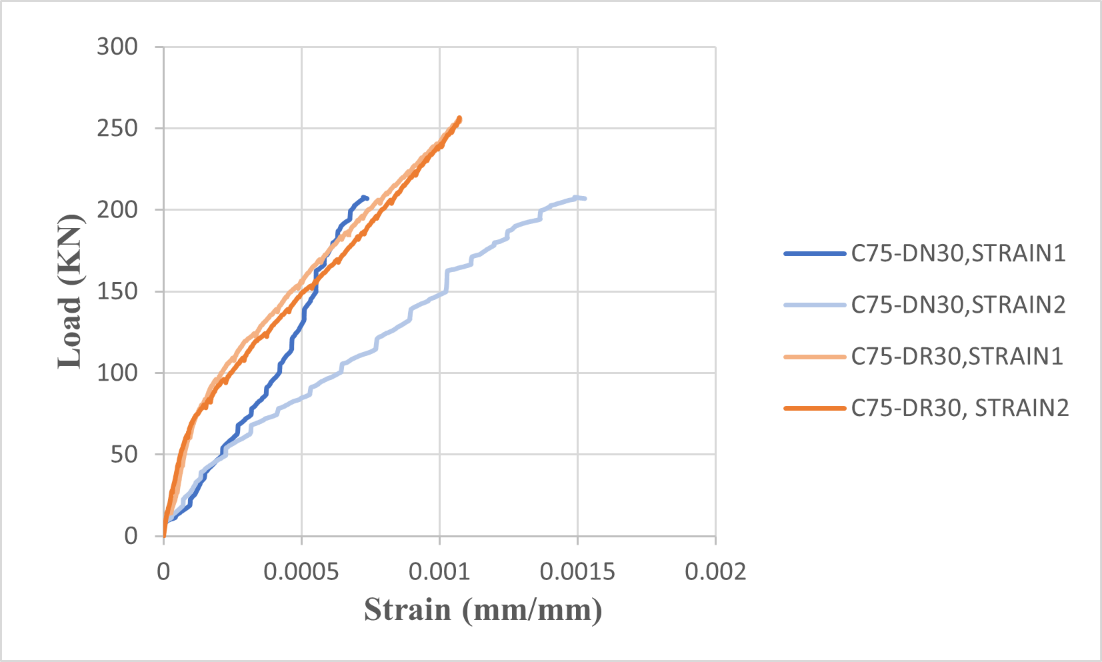 300
250
200
150
100
50
0
Load (KN)
0 0.0005 0.001 0.0015 0.002
Strain (mm/mm)
C75-DN30,STRAIN1
C75-DN30,STRAIN2
C75-DR30,STRAIN1
C75-DR30, STRAIN2